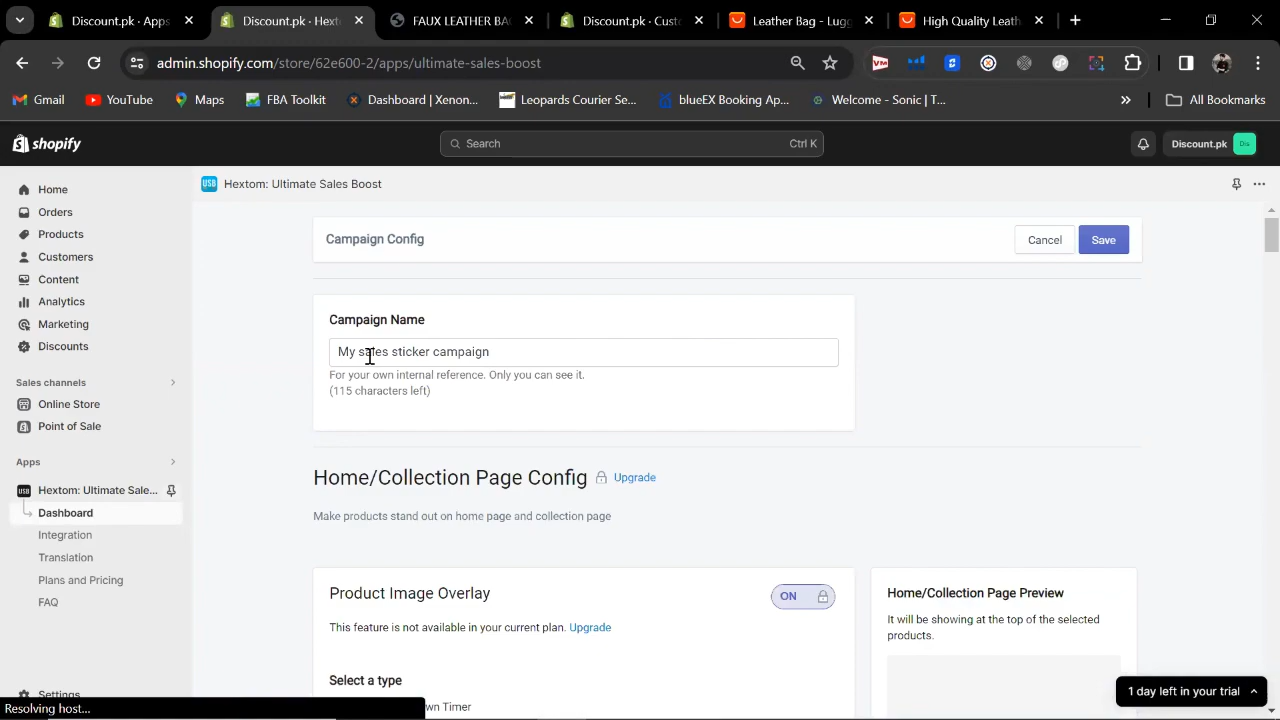 Discount.pk · Apps
Discount.pk · Hext
FAUX LEATHER BA
Discount.pk · Cust
Leather Bag - Lugg
High Quality Leath
admin.shopify.com/store/62e600-2/apps/ultimate-sales-boost
Gmail
YouTube
Maps
FBA Toolkit
Dashboard | Xenon...
Leopards Courier Se...
blueEX Booking Ap...
Welcome - Sonic | T...
All Bookmarks
shopify
Search
Ctrl K
Discount.pk
Dis
Home
Orders
Products
Customers
Content
Analytics
Marketing
Discounts
Sales channels
Online Store
Point of Sale
Apps
USB Hextom: Ultimate Sale...
Dashboard
Integration
Translation
Plans and Pricing
FAQ
Settings
Resolving host...
USB Hextom: Ultimate Sales Boost
Campaign Config
Cancel
Save
Campaign Name
My sales sticker campaign
For your own internal reference. Only you can see it.
(115 characters left)
Home/Collection Page Config
Upgrade
Make products stand out on home page and collection page
Product Image Overlay
ON
This feature is not available in your current plan. Upgrade
Select a type
wn Timer
Home/Collection Page Preview
It will be showing at the top of the selected
products.
1 day left in your trial